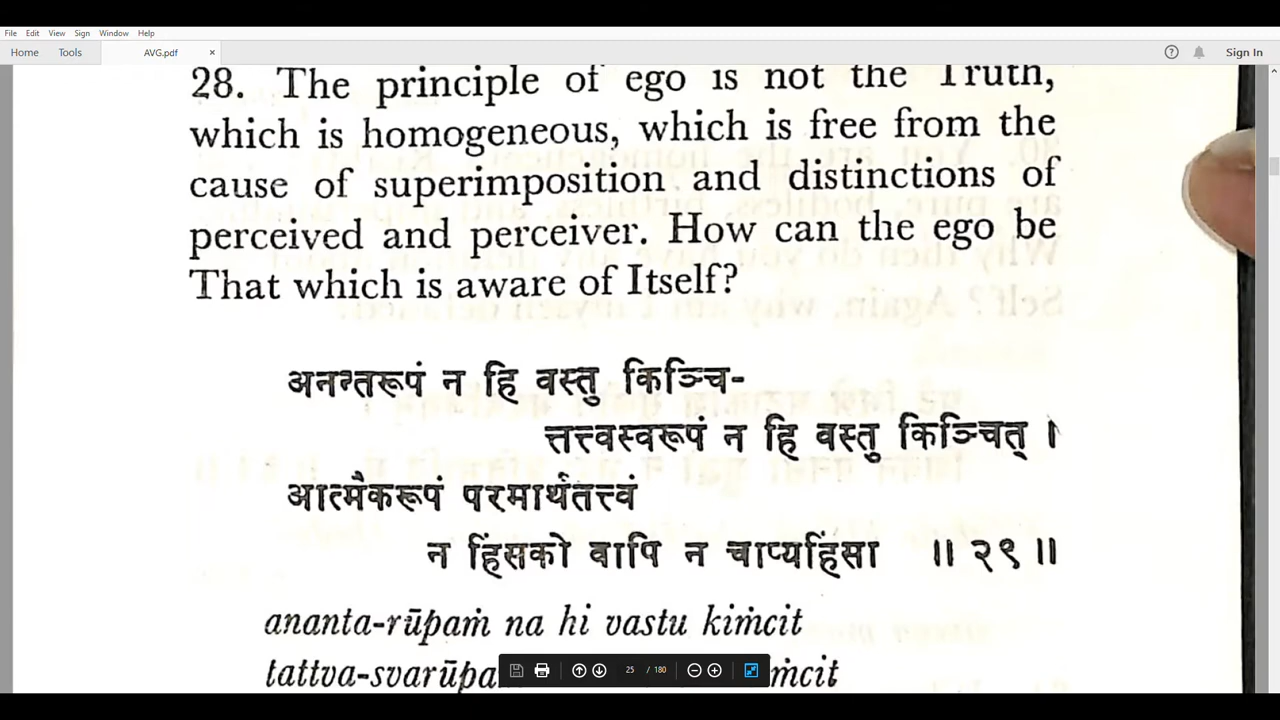 File Edit View Sign Window Help
Home Tools AVG.pdf × Sign In
28. The principle of ego is not the Truth,
which is homogeneous, which is free from the
cause of superimposition and distinctions of
perceived and perceiver. How can the ego be
That which is aware of Itself?
अनन्तरूपं न हि वस्तु किञ्चि-
त्तत्त्वस्वरूपं न हि वस्तु किञ्चित् ।
आत्मैकरूपं परमार्थतत्त्वं
न हिंसको वापि न चाप्यहिंसा ॥ २९ ॥
ananta-rūpaṁ na hi vastu kiṁcit
tattva-svarūpa ṁcit
25 / 180